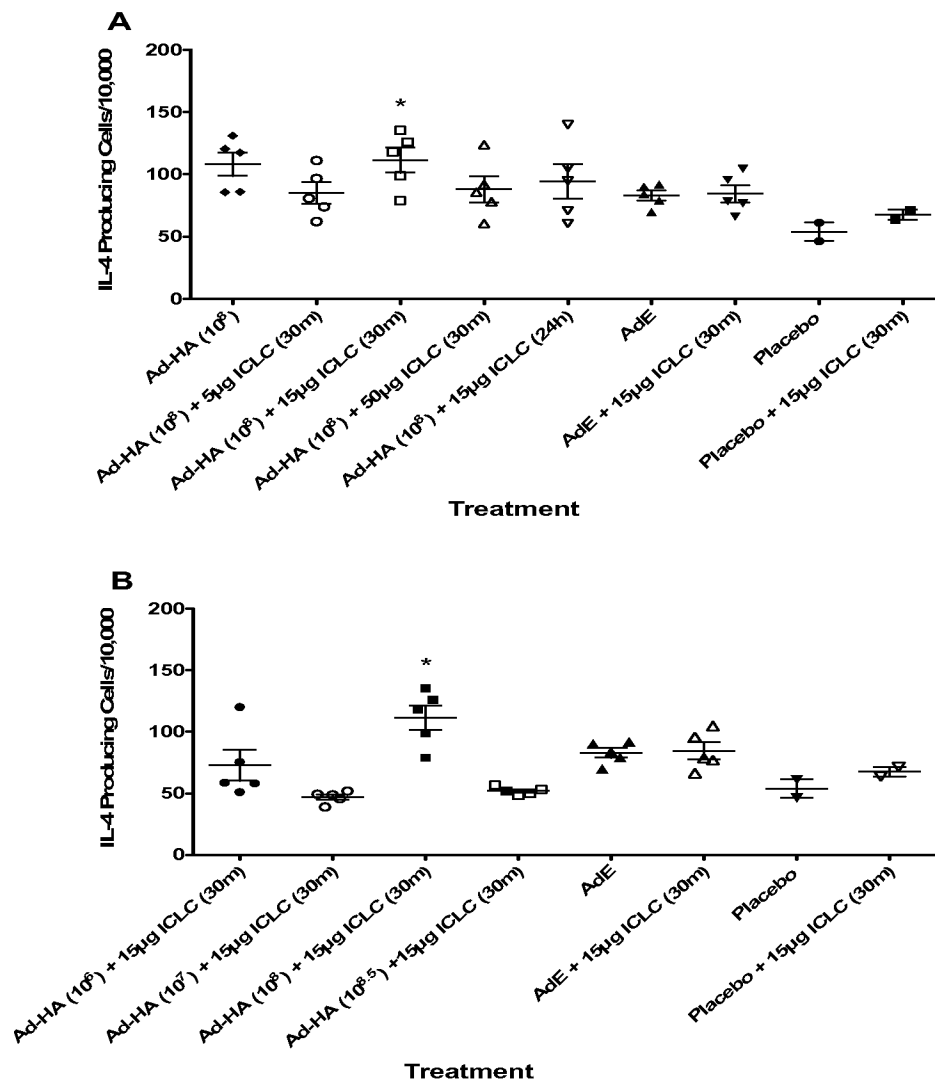 A
IL-4 Producing Cells/10,000
200
150
100
50
0
*
Ad-HA (10⁸)
Ad-HA (10⁸) + 5µg ICLC (30m)
Ad-HA (10⁸) + 15µg ICLC (30m)
Ad-HA (10⁸) + 50µg ICLC (30m)
Ad-HA (10⁸) + 15µg ICLC (24h)
AdE
AdE + 15µg ICLC (30m)
Placebo
Placebo + 15µg ICLC (30m)
Treatment
B
IL-4 Producing Cells/10,000
200
150
100
50
0
*
Ad-HA (10⁶) + 15µg ICLC (30m)
Ad-HA (10⁷) + 15µg ICLC (30m)
Ad-HA (10⁸) + 15µg ICLC (30m)
Ad-HA (10⁸·⁵) +15µg ICLC (30m)
AdE
AdE + 15µg ICLC (30m)
Placebo
Placebo + 15µg ICLC (30m)
Treatment